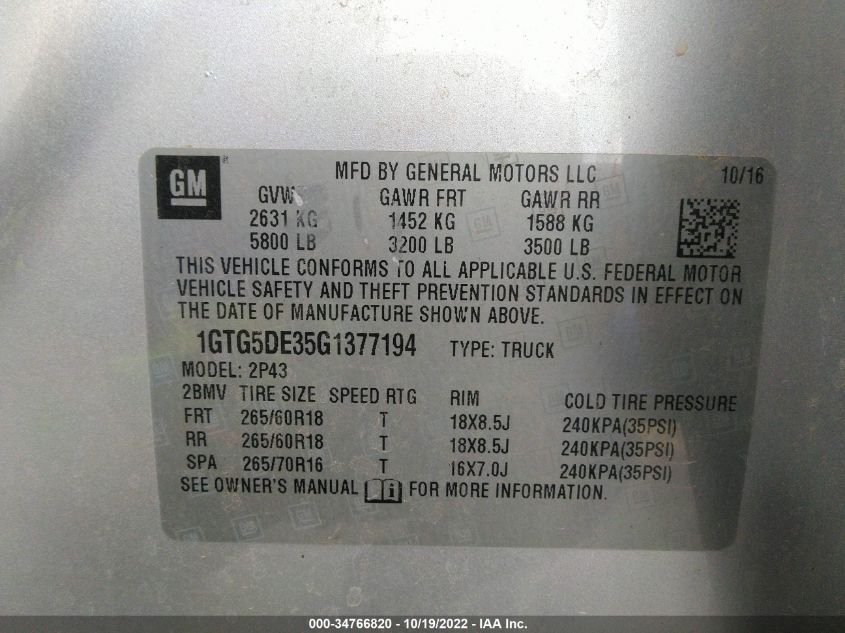 GM ®
MFD BY GENERAL MOTORS LLC 10/16
GVW GAWR FRT GAWR RR
2631 KG 1452 KG 1588 KG
5800 LB 3200 LB 3500 LB
THIS VEHICLE CONFORMS TO ALL APPLICABLE U.S. FEDERAL MOTOR
VEHICLE SAFETY AND THEFT PREVENTION STANDARDS IN EFFECT ON
THE DATE OF MANUFACTURE SHOWN ABOVE.
1GTG5DE35G1377194 TYPE: TRUCK
MODEL: 2P43
2BMV TIRE SIZE SPEED RTG RIM COLD TIRE PRESSURE
FRT 265/60R18 T 18X8.5J 240KPA(35PSI)
RR 265/60R18 T 18X8.5J 240KPA(35PSI)
SPA 265/70R16 T 16X7.0J 240KPA(35PSI)
SEE OWNER'S MANUAL FOR MORE INFORMATION.
000-34766820 - 10/19/2022 - IAA Inc.